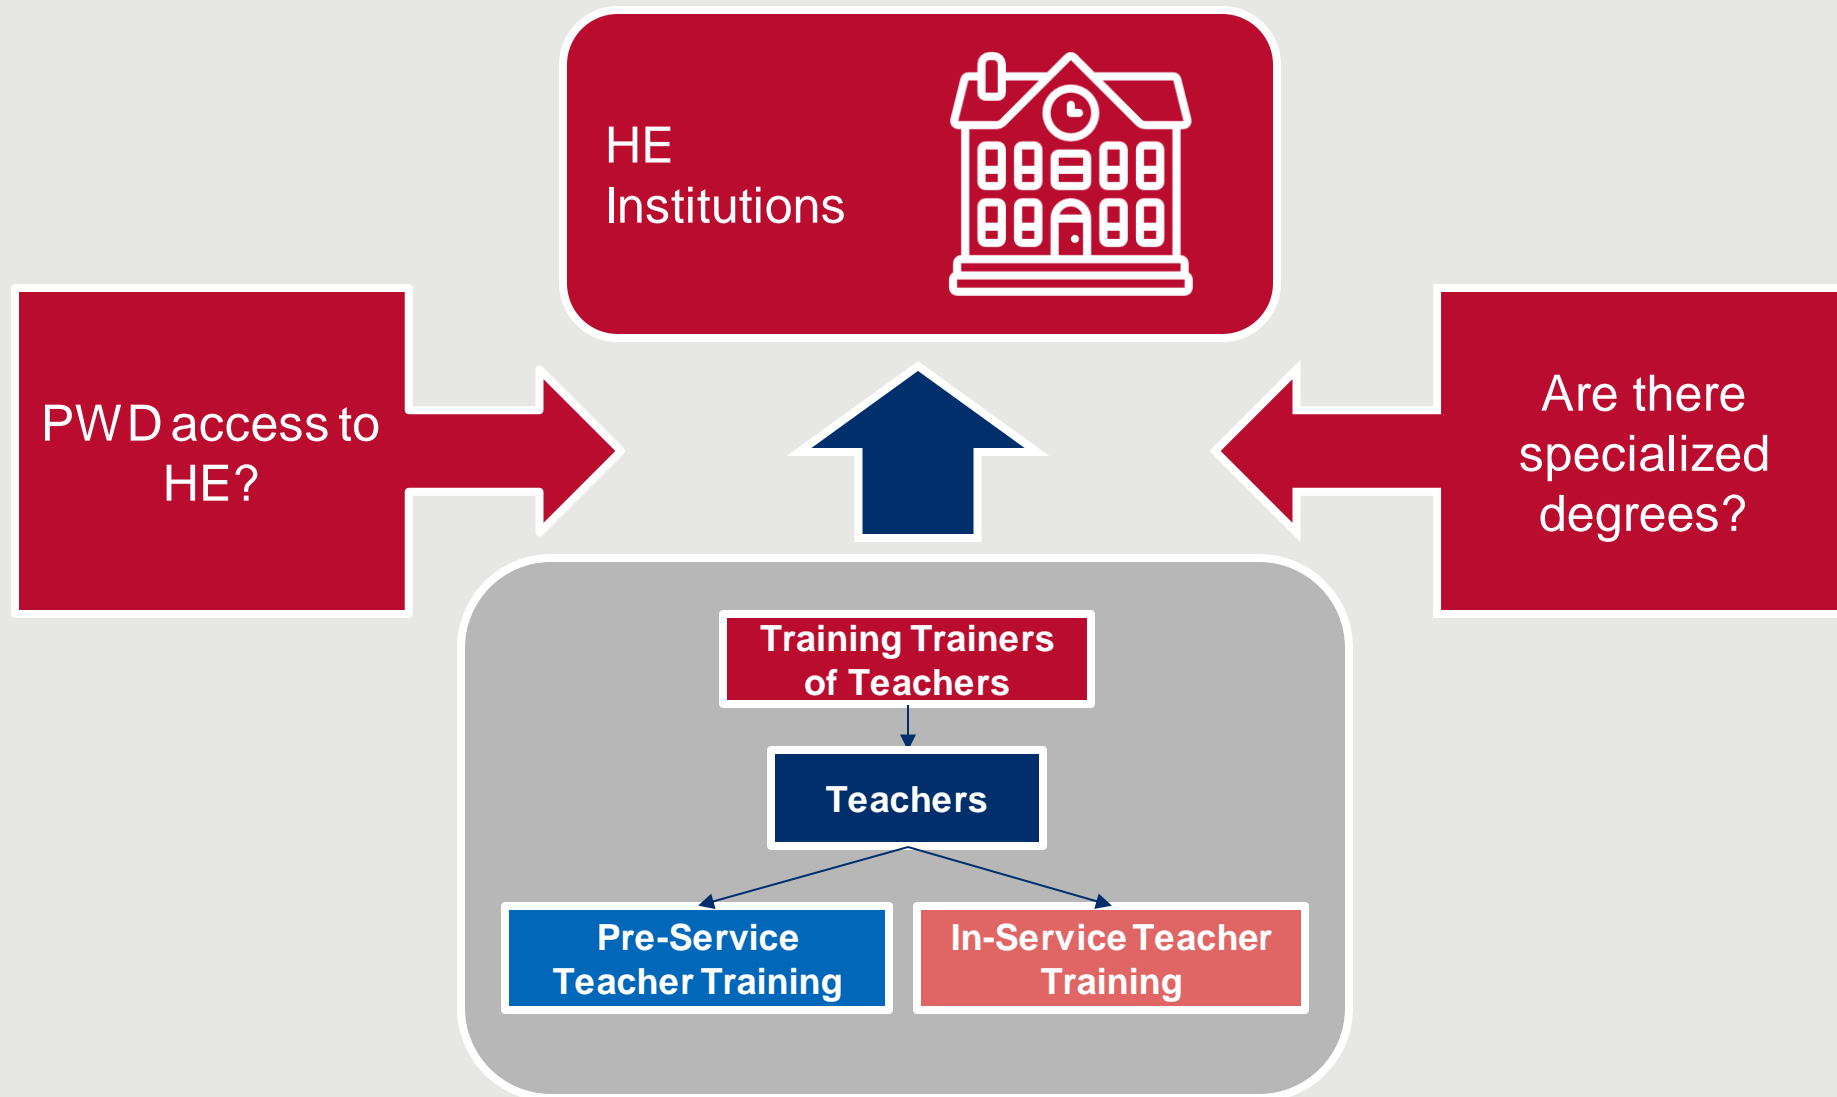 HE
Institutions
PWD access to
HE?
Are there
specialized
degrees?
Training Trainers
of Teachers
Teachers
Pre-Service
Teacher Training
In-Service Teacher
Training